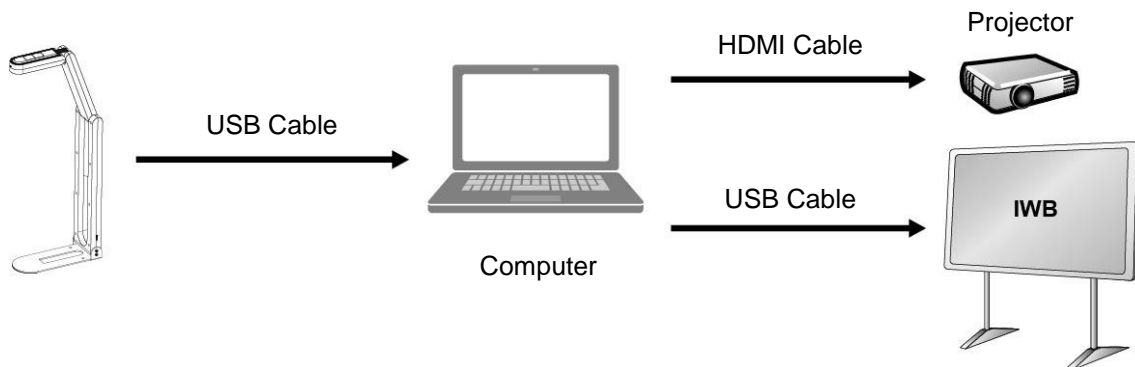 Projector
HDMI Cable
USB Cable
USB Cable
IWB
Computer